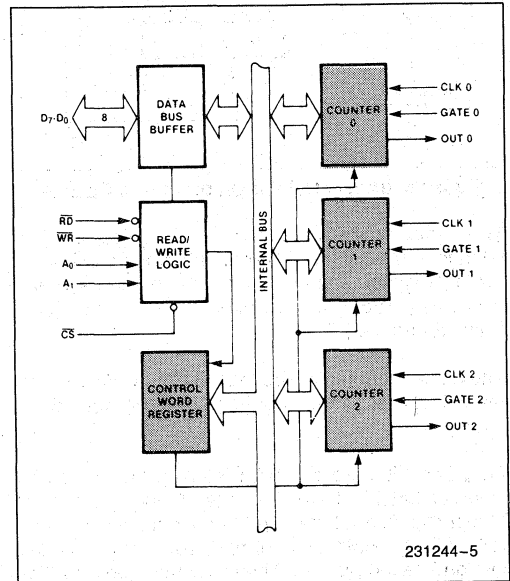 D7-D0
8
DATA
BUS
BUFFER
COUNTER
0
CLK 0
GATE 0
OUT 0
RD
WR
A0
A1
CS
READ/
WRITE
LOGIC
INTERNAL BUS
COUNTER
1
CLK 1
GATE 1
OUT 1
CONTROL
WORD
REGISTER
COUNTER
2
CLK 2
GATE 2
OUT 2
231244-5